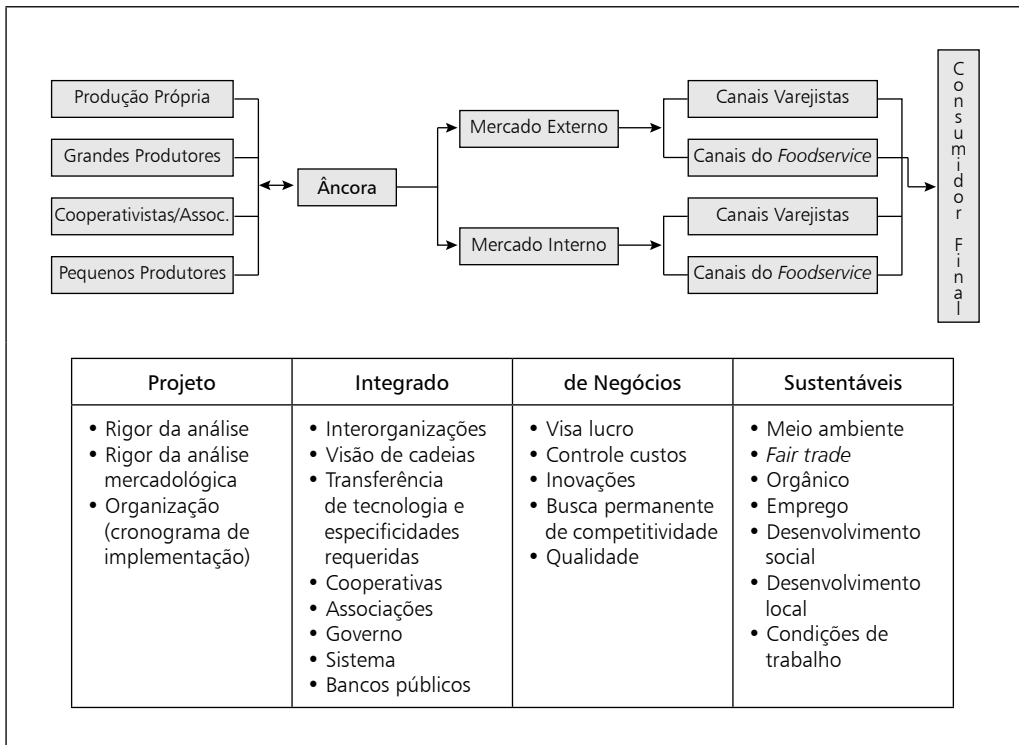 Produção Própria
Grandes Produtores
Cooperativistas/Assoc.
Pequenos Produtores
Âncora
Mercado Externo
Mercado Interno
Canais Varejistas
Canais do Foodservice
Canais Varejistas
Canais do Foodservice
Consumidor Final
Projeto
• Rigor da análise
• Rigor da análise
mercadológica
• Organização
(cronograma de
implementação)
Integrado
• Interorganizações
• Visão de cadeias
• Transferência
de tecnologia e
especificidades
requeridas
• Cooperativas
• Associações
• Governo
• Sistema
• Bancos públicos
de Negócios
• Visa lucro
• Controle custos
• Inovações
• Busca permanente
de competitividade
• Qualidade
Sustentáveis
• Meio ambiente
• Fair trade
• Orgânico
• Emprego
• Desenvolvimento
social
• Desenvolvimento
local
• Condições de
trabalho